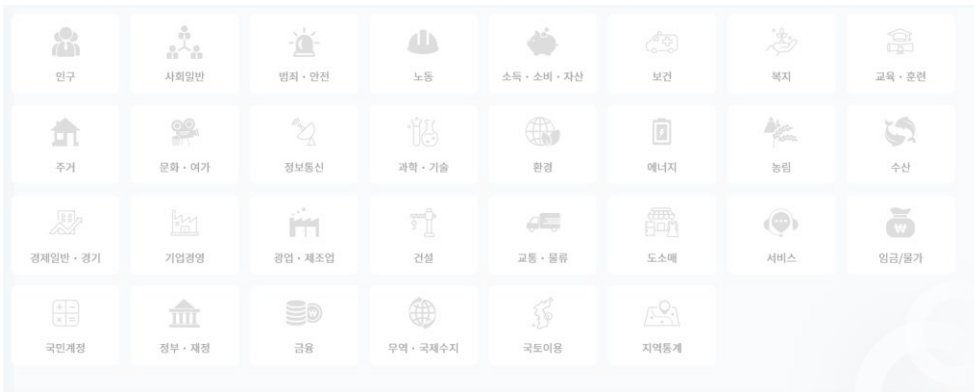 인구 사회일반 범죄・안전 노동 소득・소비・자산 보건 복지 교육・훈련
주거 문화・여가 정보통신 과학・기술 환경 에너지 농림 수산
경제일반・경기 기업경영 광업・제조업 건설 교통・물류 도소매 서비스 임금/물가
국민계정 정부・재정 금융 무역・국제수지 국토이용 지역통계